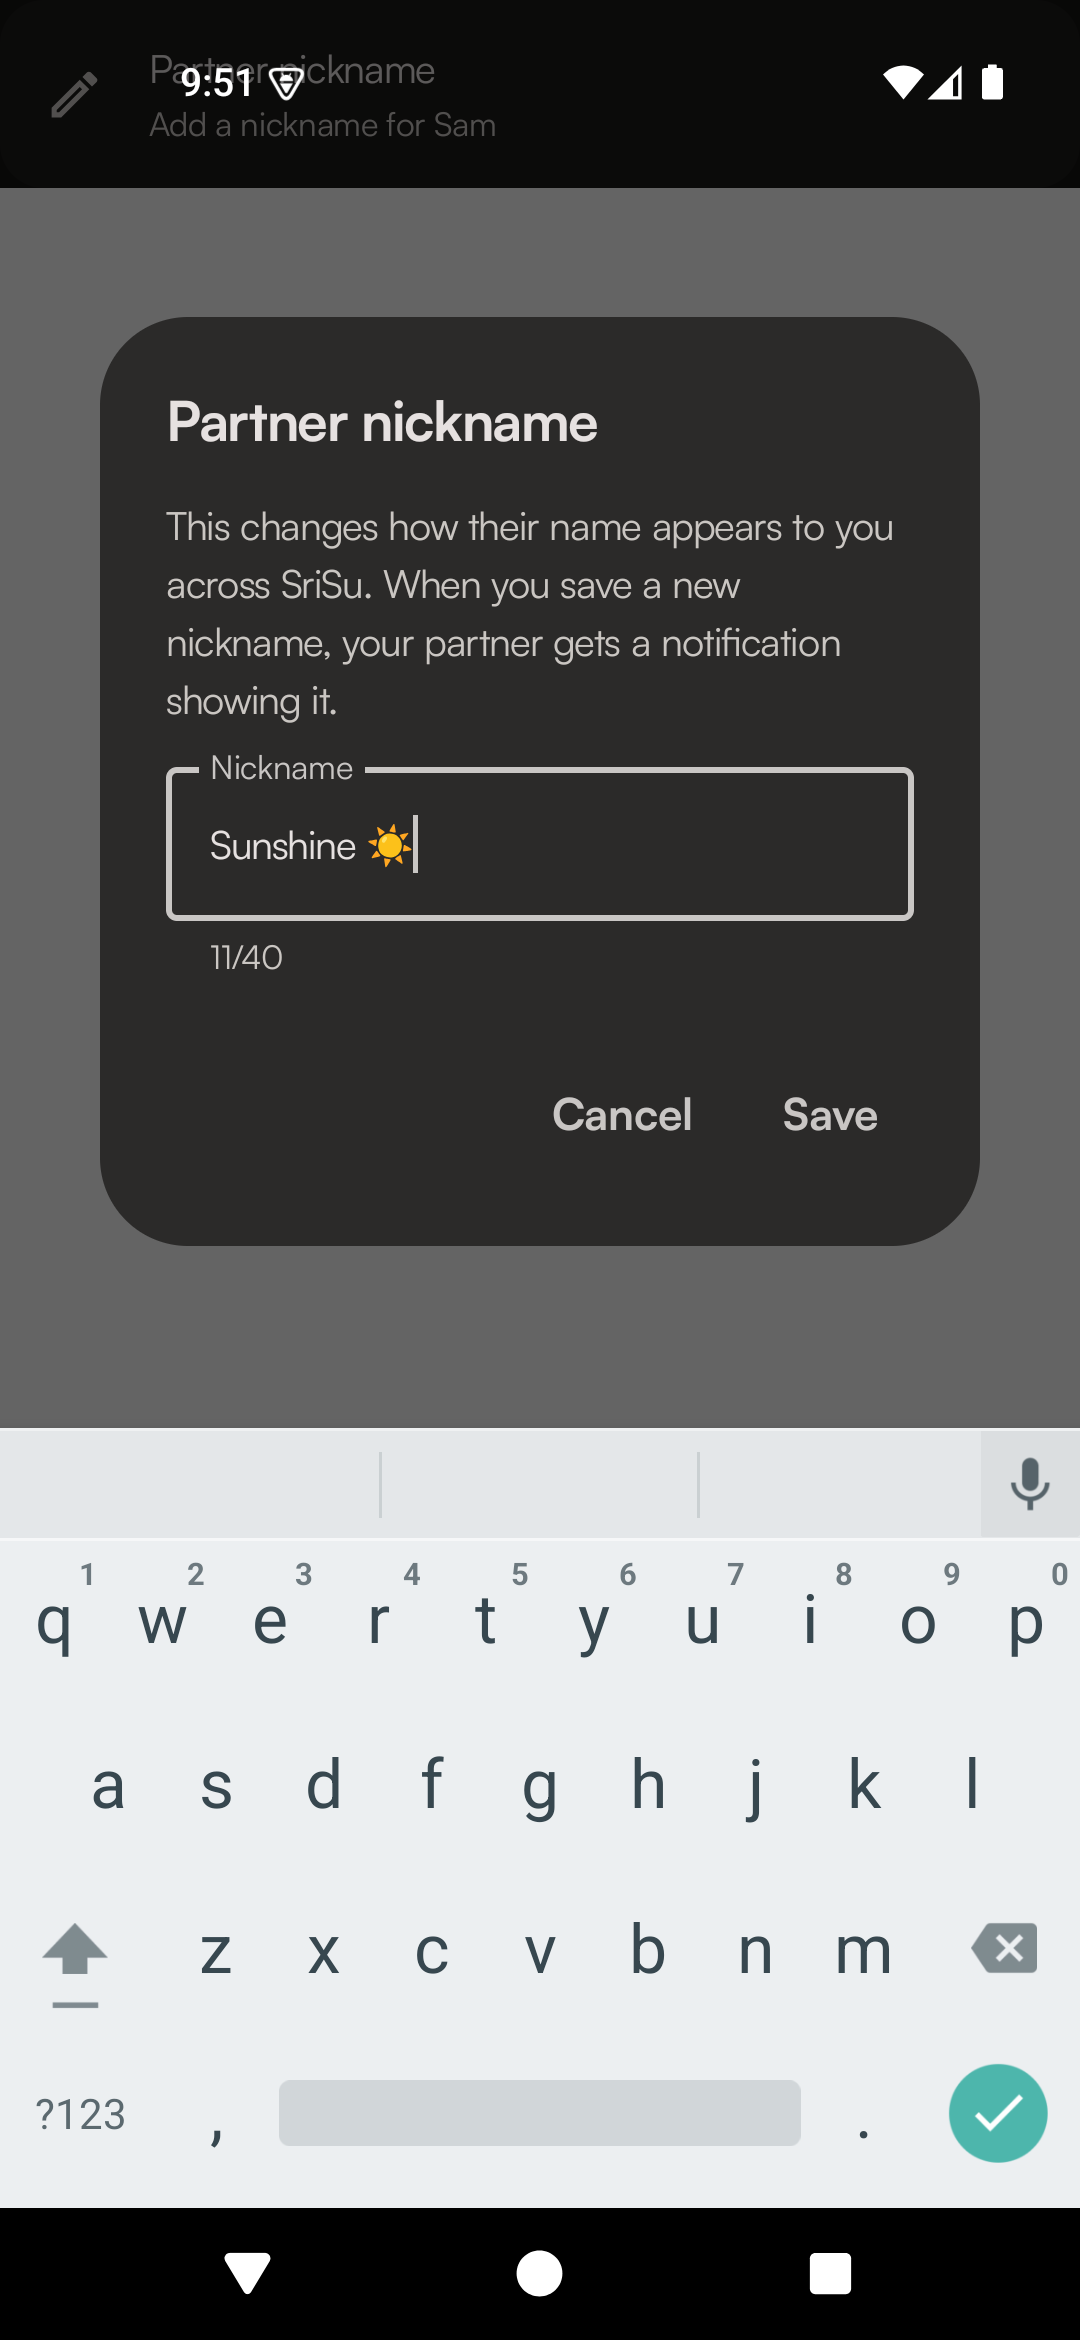 Partner nickname
9:51
Add a nickname for Sam
Partner nickname
This changes how their name appears to you
across SriSu. When you save a new
nickname, your partner gets a notification
showing it.
Nickname
Sunshine ☀️
11/40
Cancel Save
1 2 3 4 5 6 7 8 9 0
q w e r t y u i o p
a s d f g h j k l
z x c v b n m
?123 , .